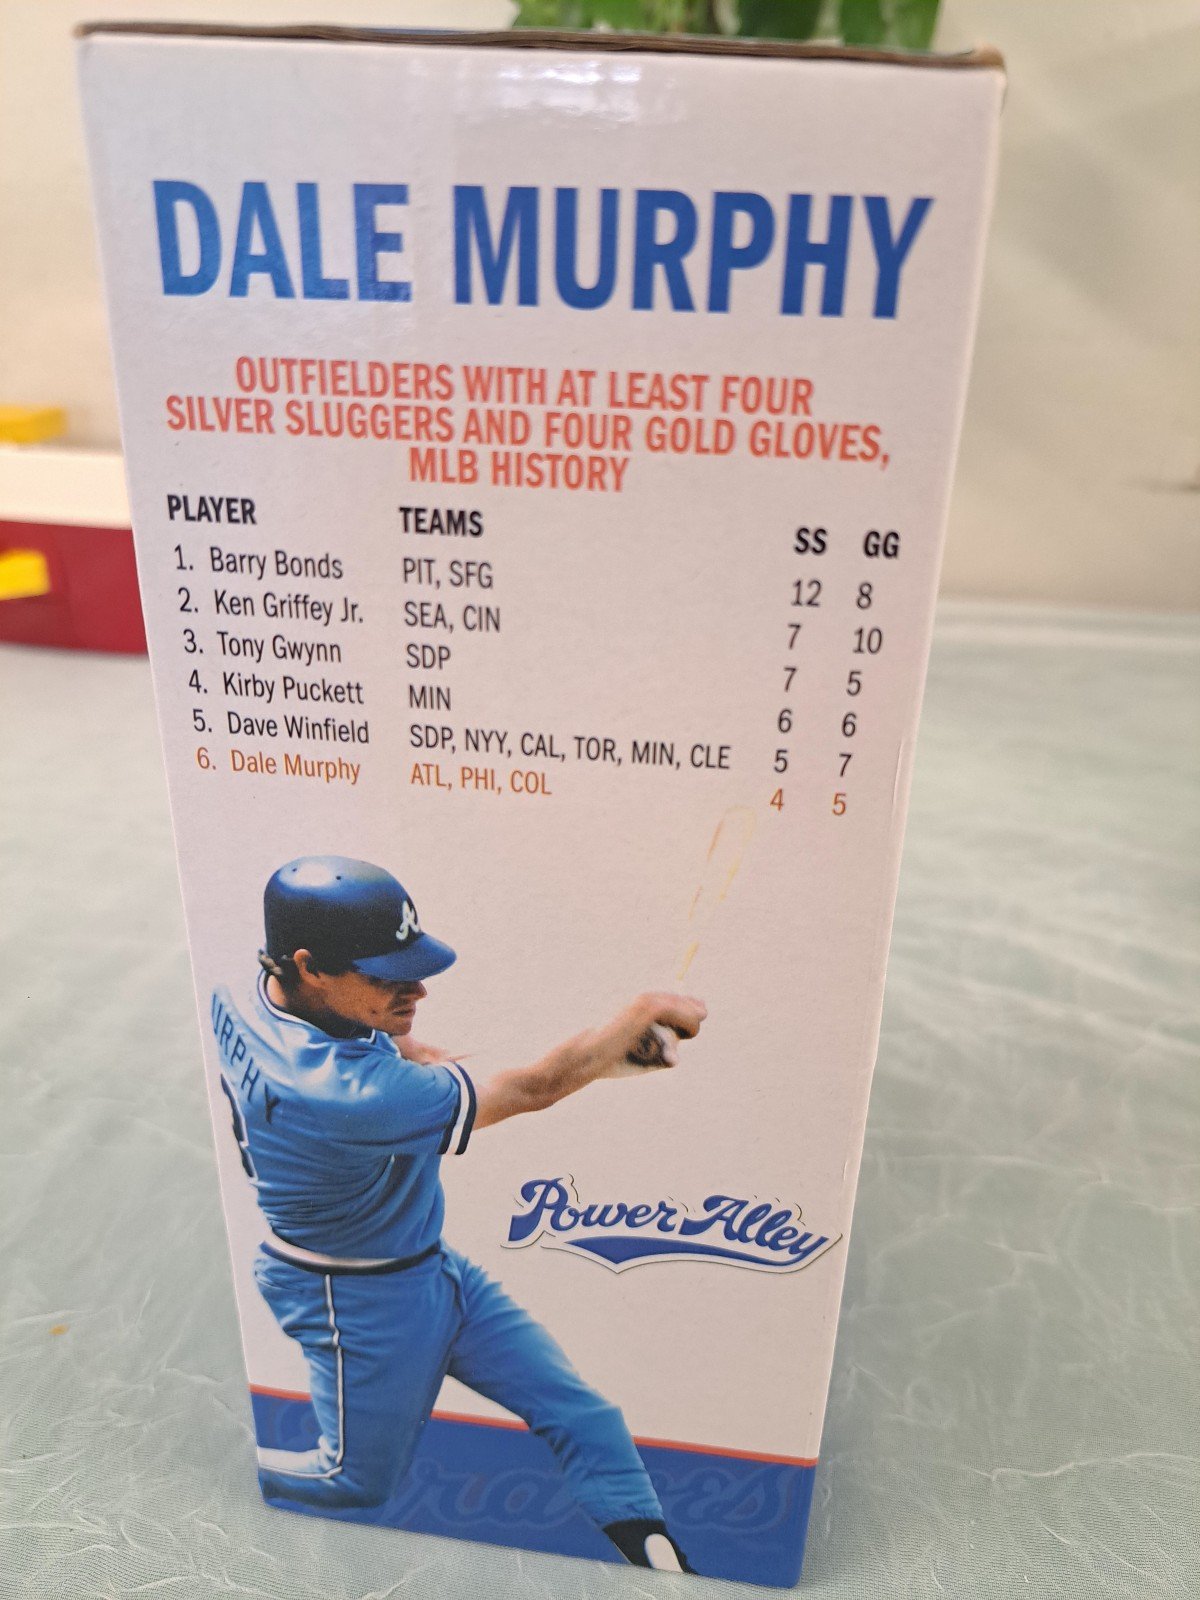 DALE MURPHY
OUTFIELDERS WITH AT LEAST FOUR
SILVER SLUGGERS AND FOUR GOLD GLOVES,
MLB HISTORY
PLAYER TEAMS SS GG
1. Barry Bonds PIT, SFG 12 8
2. Ken Griffey Jr. SEA, CIN 7 10
3. Tony Gwynn SDP 7 5
4. Kirby Puckett MIN 6 6
5. Dave Winfield SDP, NYY, CAL, TOR, MIN, CLE 5 7
6. Dale Murphy ATL, PHI, COL 4 5
A
URPHY
Power Alley
Braves